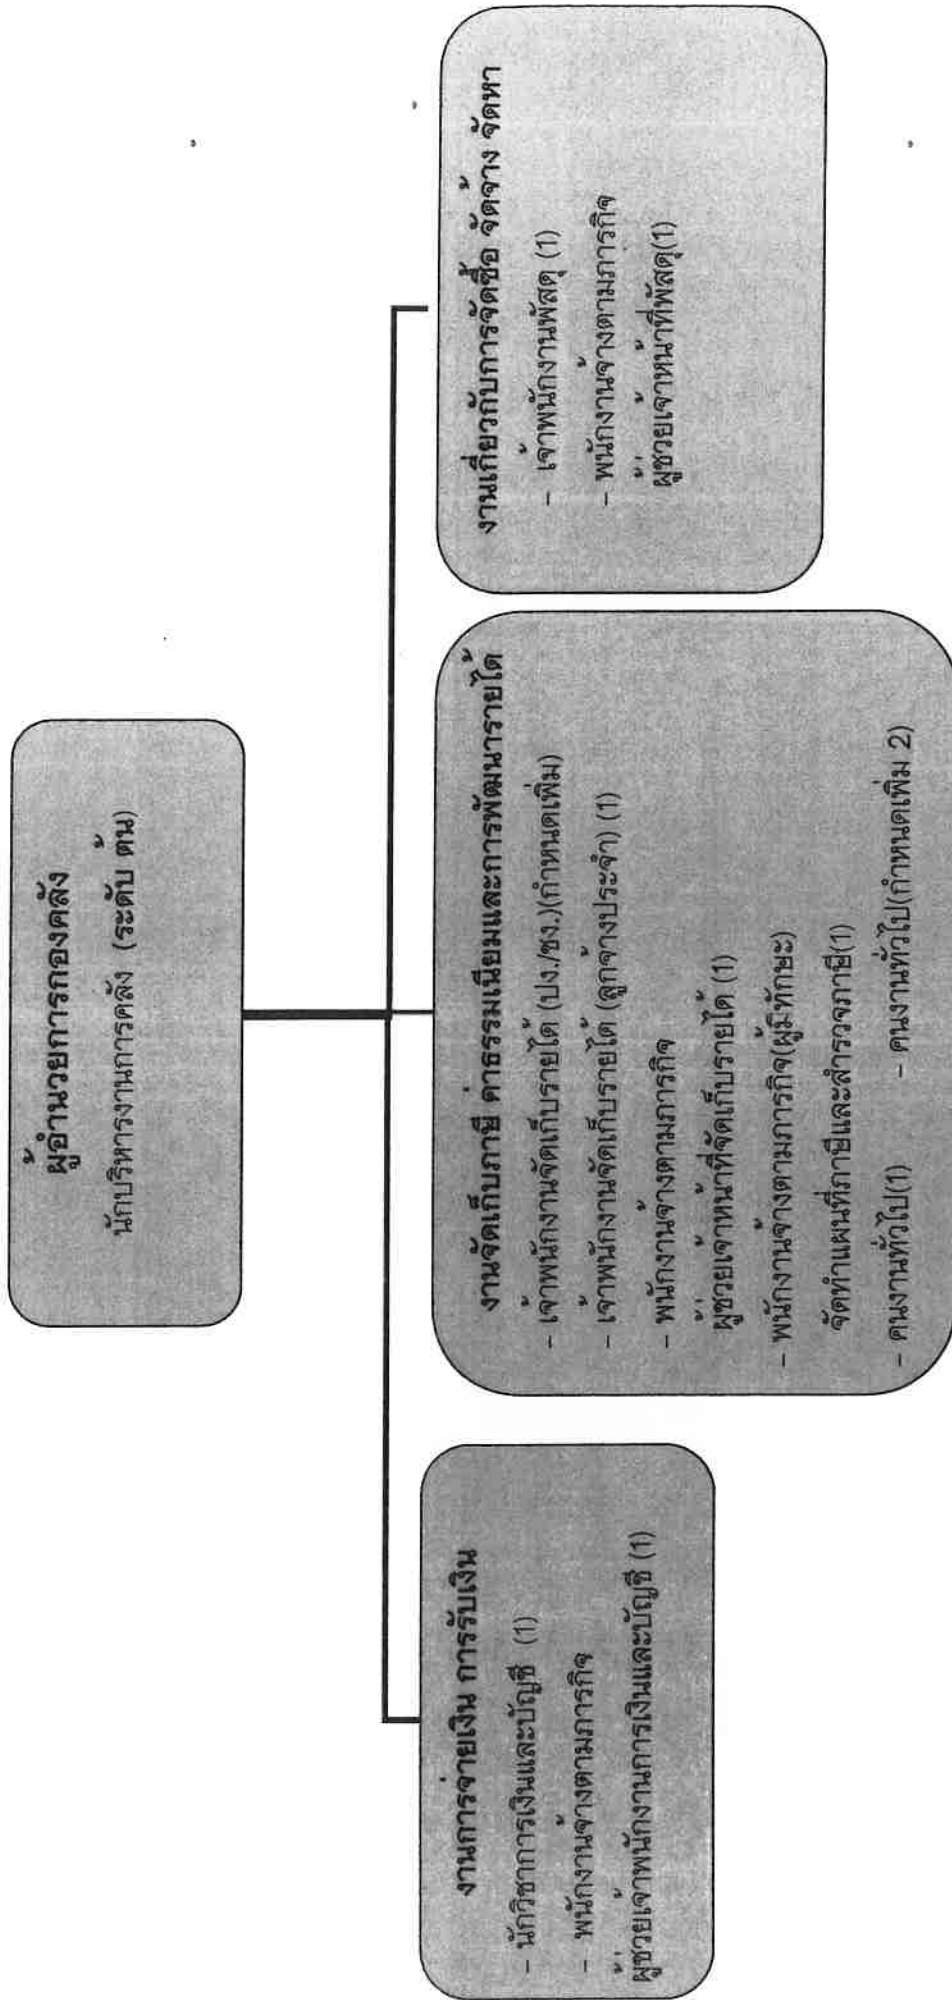 ผู้อำนวยการกองคลัง
นักบริหารงานการคลัง (ระดับ ต้น)
งานการจ่ายเงิน การรับเงิน
- นักวิชาการเงินและบัญชี (1)
- พนักงานจ้างตามภารกิจ
ผู้ช่วยเจ้าพนักงานการเงินและบัญชี (1)
งานจัดเก็บภาษี ค่าธรรมเนียมและการพัฒนารายได้
- เจ้าพนักงานจัดเก็บรายได้ (ปง./ชง.)(กำหนดเพิ่ม)
- เจ้าพนักงานจัดเก็บรายได้ (ลูกจ้างประจำ) (1)
- พนักงานจ้างตามภารกิจ
ผู้ช่วยเจ้าหน้าที่จัดเก็บรายได้ (1)
- พนักงานจ้างตามภารกิจ(ผู้มีทักษะ)
จัดทำแผนที่ภาษีและสำรวจภาษี(1)
- คนงานทั่วไป(1) - คนงานทั่วไป(กำหนดเพิ่ม 2)
งานเกี่ยวกับการจัดซื้อ จัดจ้าง จัดหา
- เจ้าพนักงานพัสดุ (1)
- พนักงานจ้างตามภารกิจ
ผู้ช่วยเจ้าหน้าที่พัสดุ(1)